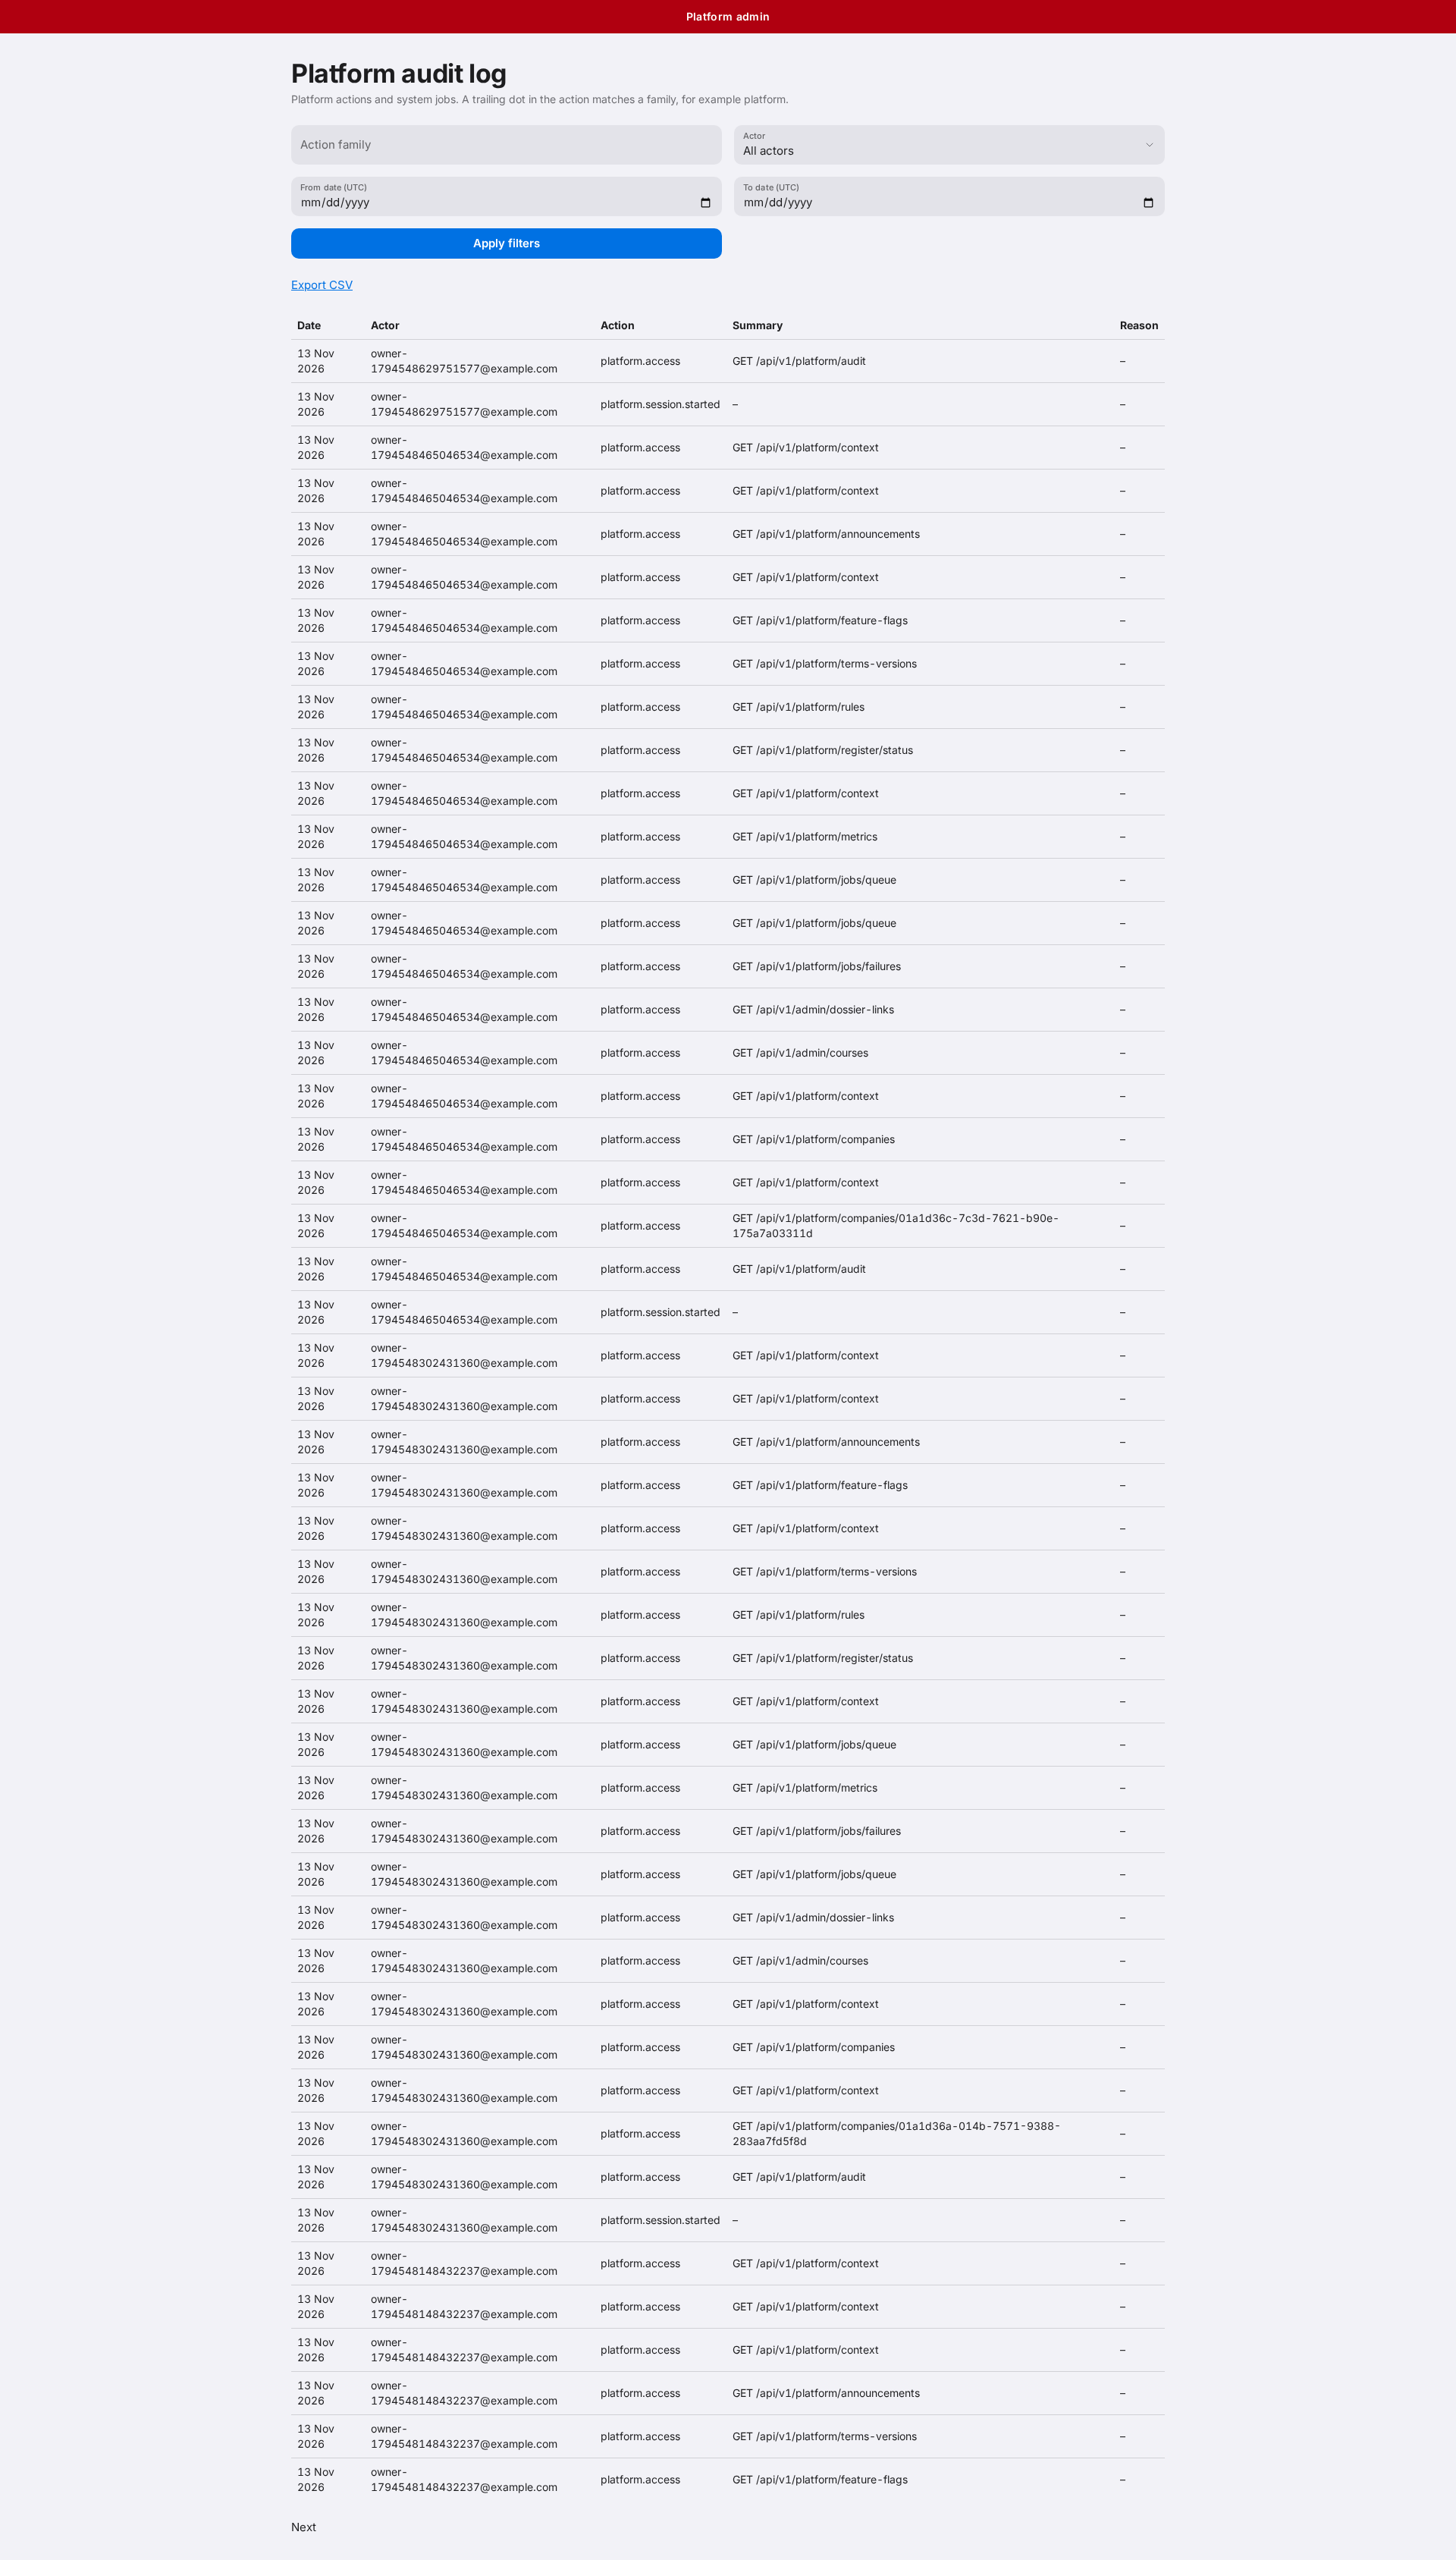 Platform admin
Platform audit log
Platform actions and system jobs. A trailing dot in the action matches a family, for example platform.
Action family
Actor
All actors
From date (UTC)
mm/dd/yyyy
To date (UTC)
mm/dd/yyyy
Apply filters
Export CSV
Date Actor Action Summary Reason
13 Nov 2026 owner-1794548629751577@example.com platform.access GET /api/v1/platform/audit –
13 Nov 2026 owner-1794548629751577@example.com platform.session.started – –
13 Nov 2026 owner-1794548465046534@example.com platform.access GET /api/v1/platform/context –
13 Nov 2026 owner-1794548465046534@example.com platform.access GET /api/v1/platform/context –
13 Nov 2026 owner-1794548465046534@example.com platform.access GET /api/v1/platform/announcements –
13 Nov 2026 owner-1794548465046534@example.com platform.access GET /api/v1/platform/context –
13 Nov 2026 owner-1794548465046534@example.com platform.access GET /api/v1/platform/feature-flags –
13 Nov 2026 owner-1794548465046534@example.com platform.access GET /api/v1/platform/terms-versions –
13 Nov 2026 owner-1794548465046534@example.com platform.access GET /api/v1/platform/rules –
13 Nov 2026 owner-1794548465046534@example.com platform.access GET /api/v1/platform/register/status –
13 Nov 2026 owner-1794548465046534@example.com platform.access GET /api/v1/platform/context –
13 Nov 2026 owner-1794548465046534@example.com platform.access GET /api/v1/platform/metrics –
13 Nov 2026 owner-1794548465046534@example.com platform.access GET /api/v1/platform/jobs/queue –
13 Nov 2026 owner-1794548465046534@example.com platform.access GET /api/v1/platform/jobs/queue –
13 Nov 2026 owner-1794548465046534@example.com platform.access GET /api/v1/platform/jobs/failures –
13 Nov 2026 owner-1794548465046534@example.com platform.access GET /api/v1/admin/dossier-links –
13 Nov 2026 owner-1794548465046534@example.com platform.access GET /api/v1/admin/courses –
13 Nov 2026 owner-1794548465046534@example.com platform.access GET /api/v1/platform/context –
13 Nov 2026 owner-1794548465046534@example.com platform.access GET /api/v1/platform/companies –
13 Nov 2026 owner-1794548465046534@example.com platform.access GET /api/v1/platform/context –
13 Nov 2026 owner-1794548465046534@example.com platform.access GET /api/v1/platform/companies/01a1d36c-7c3d-7621-b90e-175a7a03311d –
13 Nov 2026 owner-1794548465046534@example.com platform.access GET /api/v1/platform/audit –
13 Nov 2026 owner-1794548465046534@example.com platform.session.started – –
13 Nov 2026 owner-1794548302431360@example.com platform.access GET /api/v1/platform/context –
13 Nov 2026 owner-1794548302431360@example.com platform.access GET /api/v1/platform/context –
13 Nov 2026 owner-1794548302431360@example.com platform.access GET /api/v1/platform/announcements –
13 Nov 2026 owner-1794548302431360@example.com platform.access GET /api/v1/platform/feature-flags –
13 Nov 2026 owner-1794548302431360@example.com platform.access GET /api/v1/platform/context –
13 Nov 2026 owner-1794548302431360@example.com platform.access GET /api/v1/platform/terms-versions –
13 Nov 2026 owner-1794548302431360@example.com platform.access GET /api/v1/platform/rules –
13 Nov 2026 owner-1794548302431360@example.com platform.access GET /api/v1/platform/register/status –
13 Nov 2026 owner-1794548302431360@example.com platform.access GET /api/v1/platform/context –
13 Nov 2026 owner-1794548302431360@example.com platform.access GET /api/v1/platform/jobs/queue –
13 Nov 2026 owner-1794548302431360@example.com platform.access GET /api/v1/platform/metrics –
13 Nov 2026 owner-1794548302431360@example.com platform.access GET /api/v1/platform/jobs/failures –
13 Nov 2026 owner-1794548302431360@example.com platform.access GET /api/v1/platform/jobs/queue –
13 Nov 2026 owner-1794548302431360@example.com platform.access GET /api/v1/admin/dossier-links –
13 Nov 2026 owner-1794548302431360@example.com platform.access GET /api/v1/admin/courses –
13 Nov 2026 owner-1794548302431360@example.com platform.access GET /api/v1/platform/context –
13 Nov 2026 owner-1794548302431360@example.com platform.access GET /api/v1/platform/companies –
13 Nov 2026 owner-1794548302431360@example.com platform.access GET /api/v1/platform/context –
13 Nov 2026 owner-1794548302431360@example.com platform.access GET /api/v1/platform/companies/01a1d36a-014b-7571-9388-283aa7fd5f8d –
13 Nov 2026 owner-1794548302431360@example.com platform.access GET /api/v1/platform/audit –
13 Nov 2026 owner-1794548302431360@example.com platform.session.started – –
13 Nov 2026 owner-1794548148432237@example.com platform.access GET /api/v1/platform/context –
13 Nov 2026 owner-1794548148432237@example.com platform.access GET /api/v1/platform/context –
13 Nov 2026 owner-1794548148432237@example.com platform.access GET /api/v1/platform/context –
13 Nov 2026 owner-1794548148432237@example.com platform.access GET /api/v1/platform/announcements –
13 Nov 2026 owner-1794548148432237@example.com platform.access GET /api/v1/platform/terms-versions –
13 Nov 2026 owner-1794548148432237@example.com platform.access GET /api/v1/platform/feature-flags –
Next